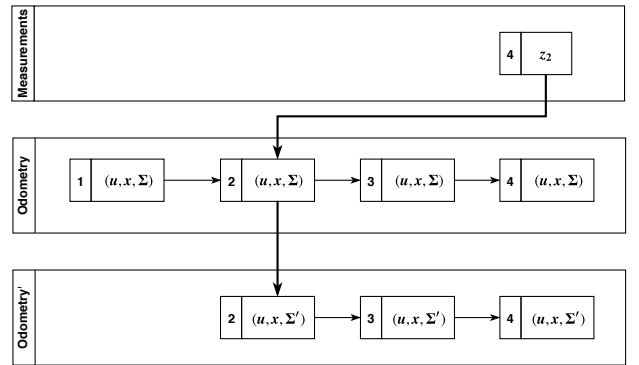 Measurements
4 z₂
Odometry
1 (u, x, Σ)
2 (u, x, Σ)
3 (u, x, Σ)
4 (u, x, Σ)
Odometry'
2 (u, x, Σ′)
3 (u, x, Σ′)
4 (u, x, Σ′)